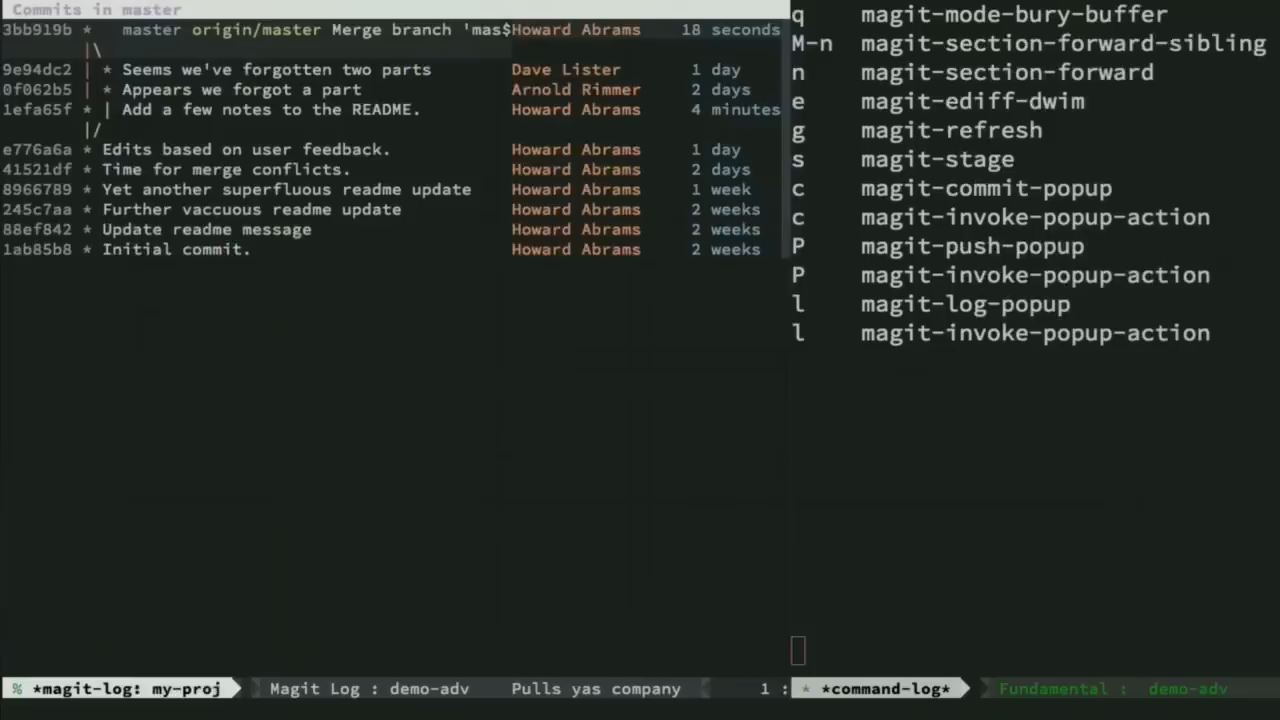 Commits in master
3bb919b *   master origin/master Merge branch 'mas$Howard Abrams    18 seconds
|\
9e94dc2 | * Seems we've forgotten two parts    Dave Lister    1 day
0f062b5 | * Appears we forgot a part    Arnold Rimmer    2 days
1efa65f * | Add a few notes to the README.    Howard Abrams    4 minutes
|/
e776a6a * Edits based on user feedback.    Howard Abrams    1 day
41521df * Time for merge conflicts.    Howard Abrams    2 days
8966789 * Yet another superfluous readme update    Howard Abrams    1 week
245c7aa * Further vaccuous readme update    Howard Abrams    2 weeks
88ef842 * Update readme message    Howard Abrams    2 weeks
1ab85b8 * Initial commit.    Howard Abrams    2 weeks
% *magit-log: my-proj    Magit Log : demo-adv    Pulls yas company    1 :
q    magit-mode-bury-buffer
M-n    magit-section-forward-sibling
n    magit-section-forward
e    magit-ediff-dwim
g    magit-refresh
s    magit-stage
c    magit-commit-popup
c    magit-invoke-popup-action
P    magit-push-popup
P    magit-invoke-popup-action
l    magit-log-popup
l    magit-invoke-popup-action
* *command-log*    Fundamental :  demo-adv